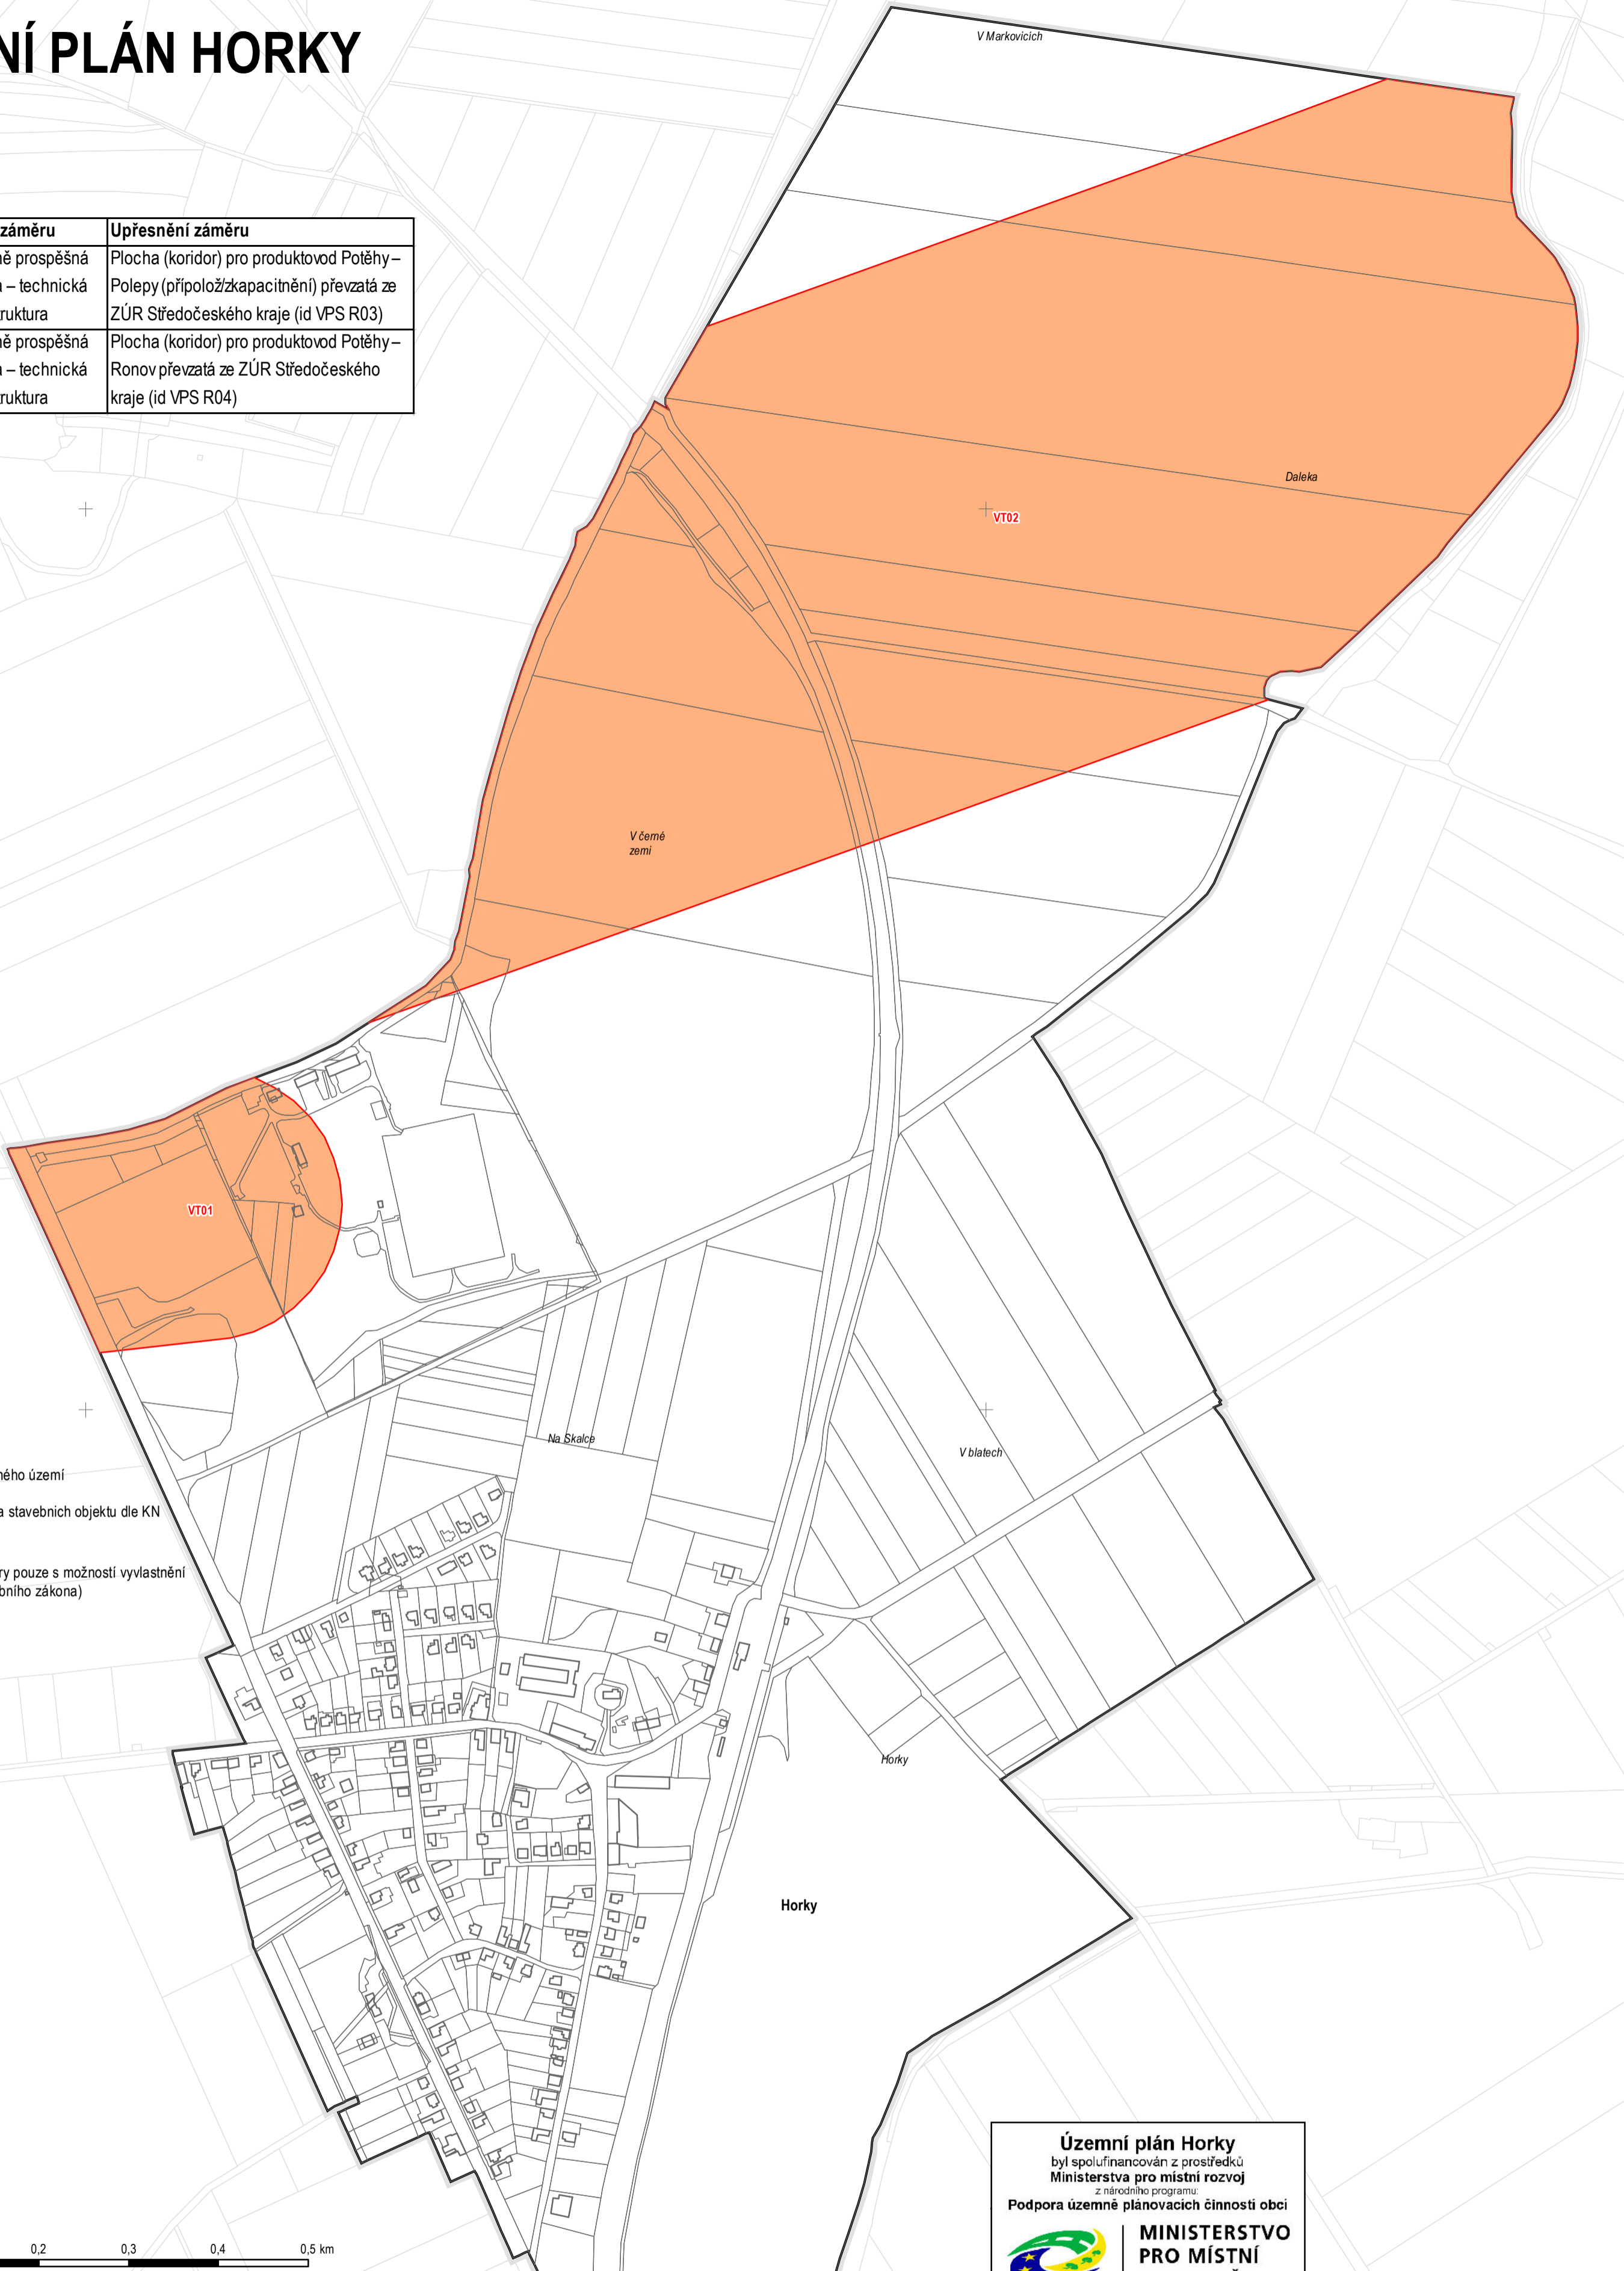 NÍ PLÁN HORKY
V Markovicích
záměru Upřesnění záměru
ně prospěšná Plocha (koridor) pro produktovod Potěhy –
a – technická Polepy (přípolož/zkapacitnění) převzatá ze
ruktura ZÚR Středočeského kraje (id VPS R03)
ně prospěšná Plocha (koridor) pro produktovod Potěhy –
a – technická Ronov převzatá ze ZÚR Středočeského
ruktura kraje (id VPS R04)
Daleka
VT02
V černé
zemi
VT01
Na Skalce
V blatech
ného území
a stavebnich objektu dle KN
ry pouze s možností vyvlastnění
bního zákona)
Horky
Horky
Územní plán Horky
byl spolufinancován z prostředků
Ministerstva pro místní rozvoj
z národního programu:
Podpora územně plánovacích činností obcí
MINISTERSTVO
PRO MÍSTNÍ
0,2 0,3 0,4 0,5 km